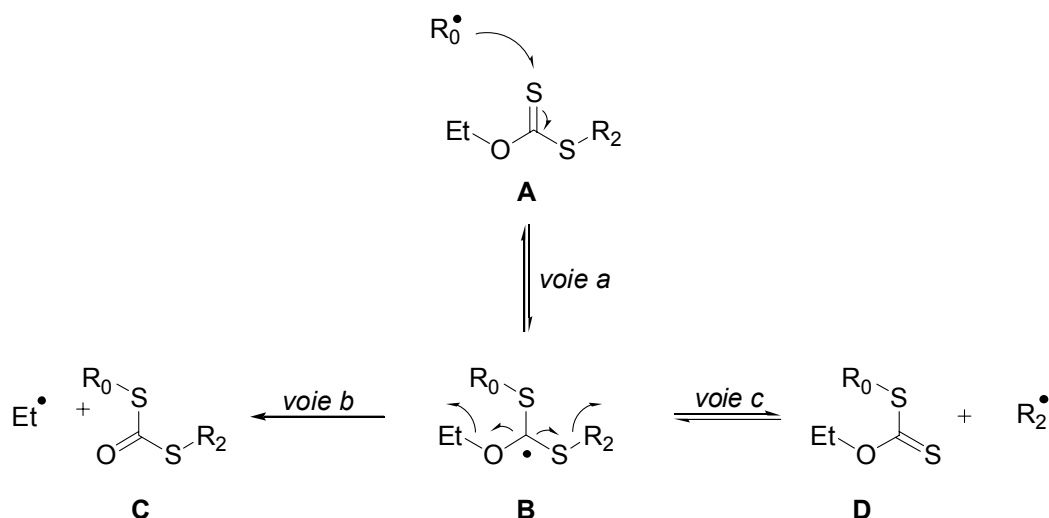 R0•
S
Et
O
S
R2
A
voie a
Et•
+
R0
S
O
S
R2
C
voie b
R0
S
Et
O
•
S
R2
B
voie c
R0
S
Et
O
S
D
+
R2•